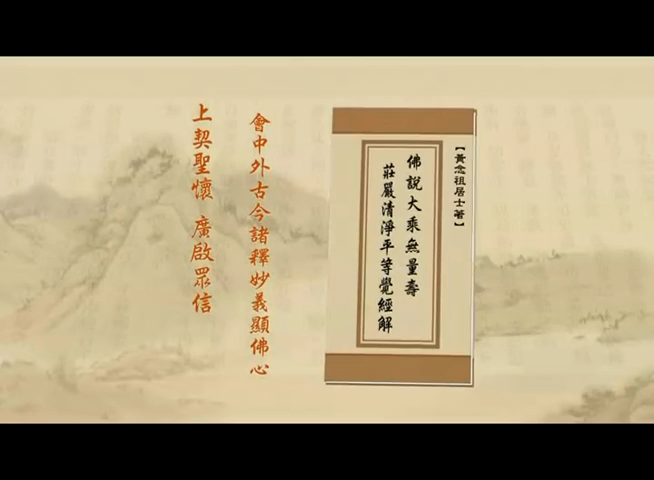 【黃念祖居士著】
佛說大乘無量壽
莊嚴清淨平等覺經解
會中外古今諸釋妙義顯佛心
上契聖懷 廣啟眾信